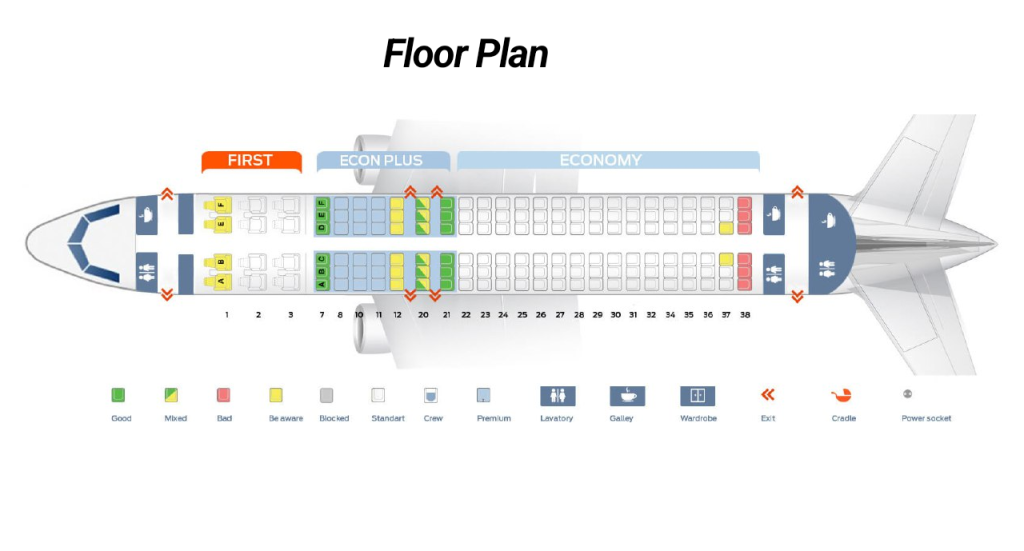 Floor Plan
FIRST
ECON PLUS
ECONOMY
F
E
B
A
F
E
D
C
B
A
1 2 3 7 8 10 11 12 20 21 22 23 24 25 26 27 28 29 30 31 32 34 35 36 37 38
Good Mixed Bad Be aware Blocked Standart Crew Premium Lavatory Galley Wardrobe Exit Cradle Power socket